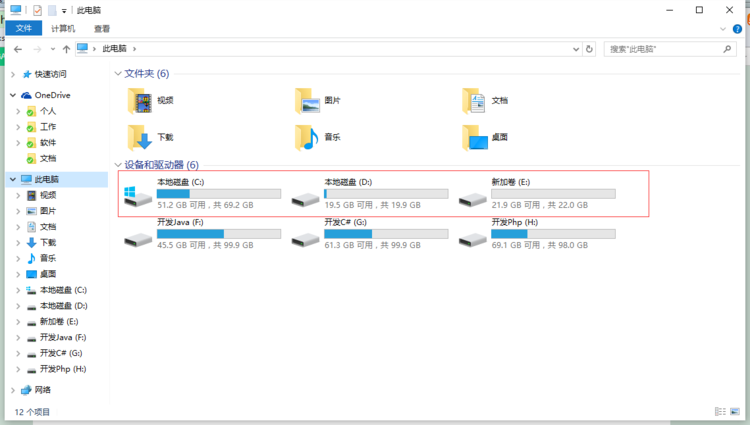 此电脑
文件 计算机 查看
此电脑
搜索"此电脑"
快速访问
OneDrive
个人
工作
软件
文档
此电脑
视频
图片
文档
下载
音乐
桌面
本地磁盘 (C:)
本地磁盘 (D:)
新加卷 (E:)
开发Java (F:)
开发C# (G:)
开发Php (H:)
网络
文件夹 (6)
视频 图片 文档
下载 音乐 桌面
设备和驱动器 (6)
本地磁盘 (C:) 本地磁盘 (D:) 新加卷 (E:)
51.2 GB 可用，共 69.2 GB 19.5 GB 可用，共 19.9 GB 21.9 GB 可用，共 22.0 GB
开发Java (F:) 开发C# (G:) 开发Php (H:)
45.5 GB 可用，共 99.9 GB 61.3 GB 可用，共 99.9 GB 69.1 GB 可用，共 98.0 GB
12 个项目